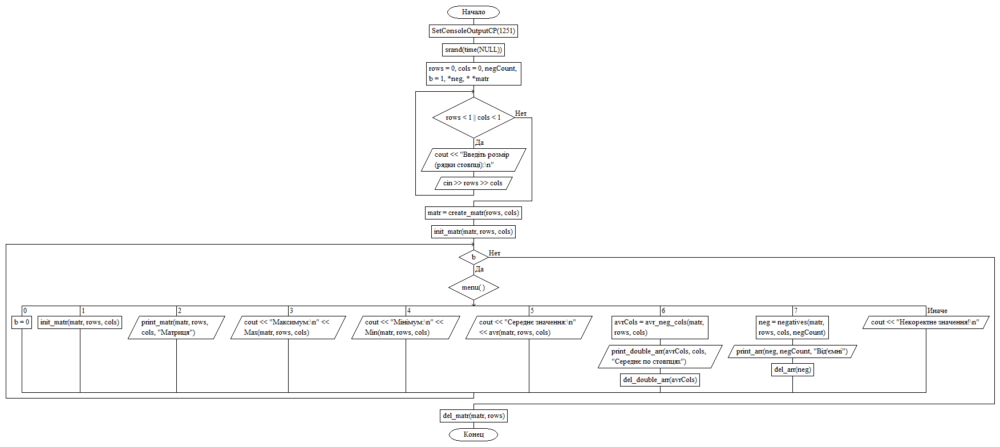 Начало
SetConsoleOutputCP(1251)
srand(time(NULL))
rows = 0, cols = 0, negCount,
b = 1, *neg, * *matr
rows < 1 || cols < 1
Нет
Да
cout << "Введіть розмір
(рядки стовпці):\n"
cin >> rows >> cols
matr = create_matr(rows, cols)
init_matr(matr, rows, cols)
b
Нет
Да
menu( )
0
b = 0
1
init_matr(matr, rows, cols)
2
print_matr(matr, rows,
cols, "Матриця")
3
cout << "Максимум:\n" <<
Max(matr, rows, cols)
4
cout << "Мінімум:\n" <<
Min(matr, rows, cols)
5
cout << "Середнє значення:\n"
<< avr(matr, rows, cols)
6
avrCols = avr_neg_cols(matr,
rows, cols)
print_double_arr(avrCols, cols,
"Середнє по стовпцях")
del_double_arr(avrCols)
7
neg = negatives(matr,
rows, cols, negCount)
print_arr(neg, negCount, "Від'ємні")
del_arr(neg)
Иначе
cout << "Некоректне значення!\n"
del_matr(matr, rows)
Конец